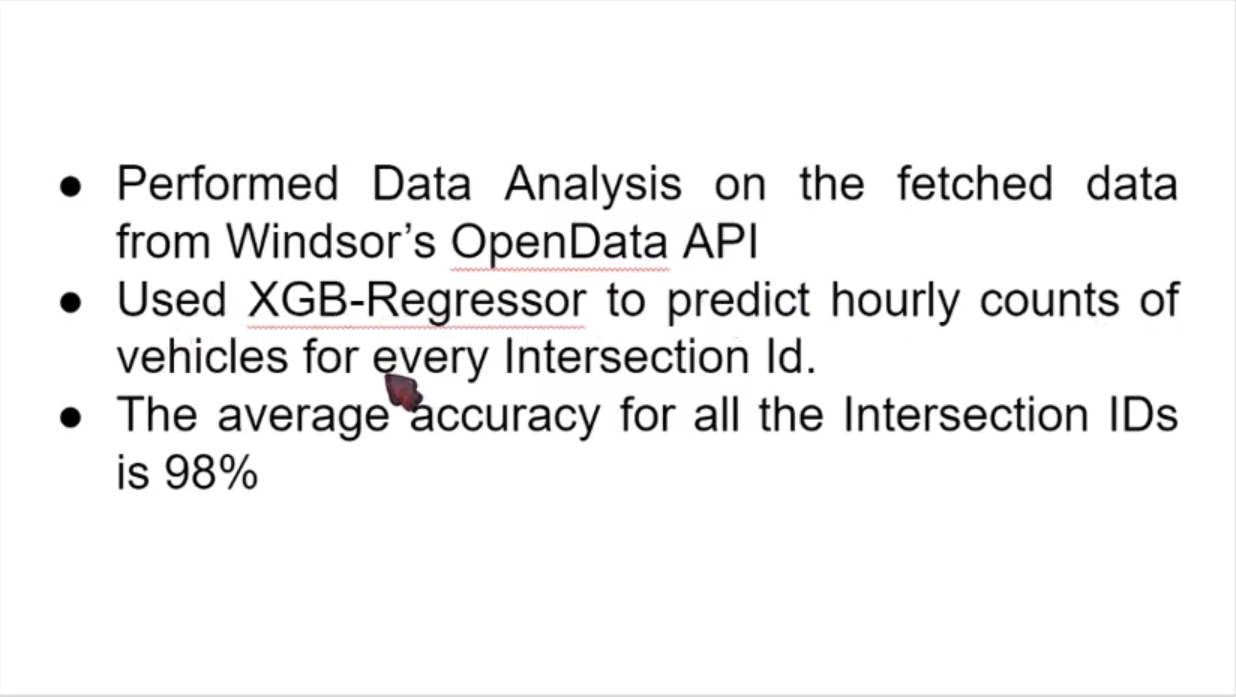 ● Performed Data Analysis on the fetched data
from Windsor’s OpenData API
● Used XGB-Regressor to predict hourly counts of
vehicles for every Intersection Id.
● The average accuracy for all the Intersection IDs
is 98%